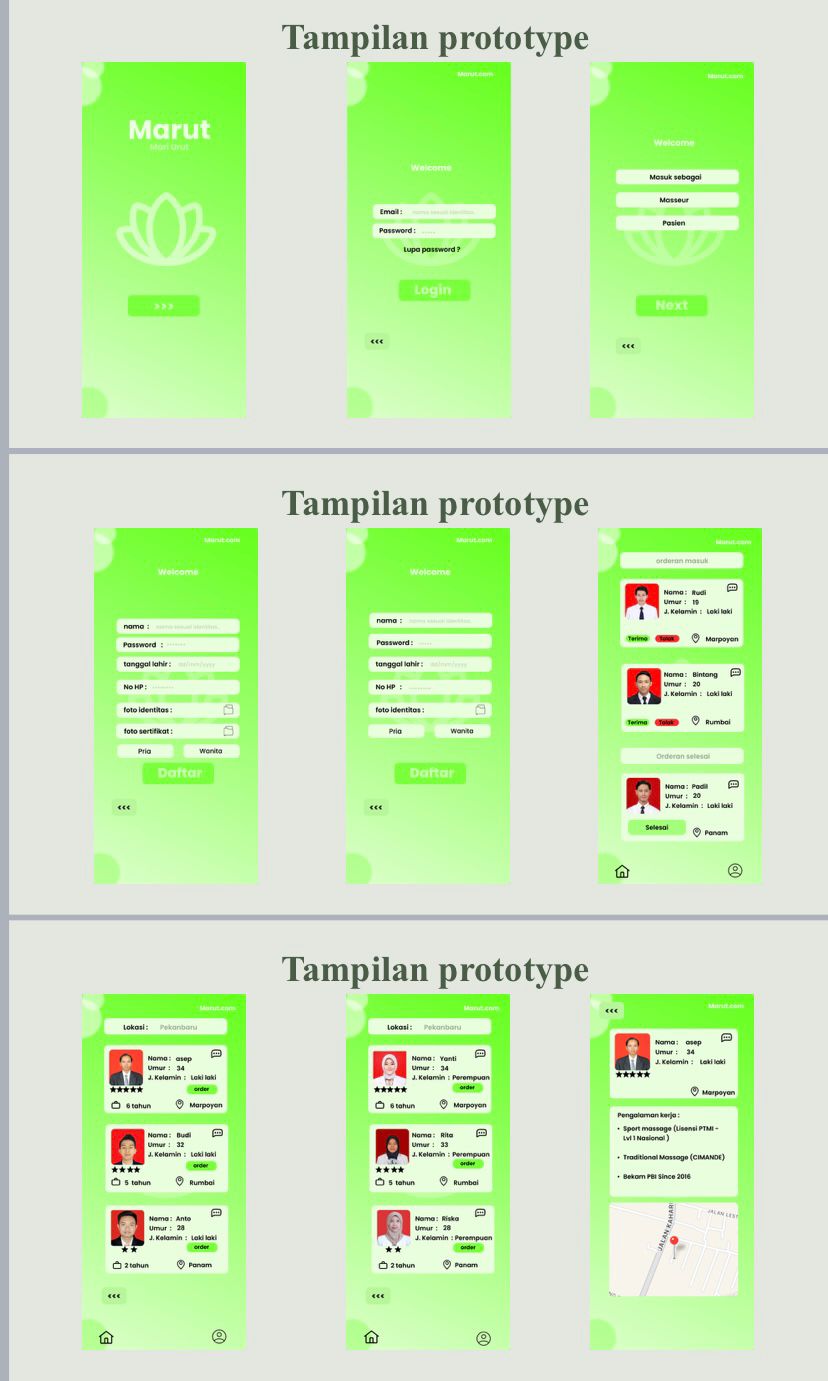 Tampilan prototype
Marut
Mari Urut
>>>
Marut.com
Welcome
Email : nama sesuai identitas..
Password : .....
Lupa password ?
Login
<<<
Marut.com
Welcome
Masuk sebagai
Masseur
Pasien
Next
<<<
Tampilan prototype
Marut.com
Welcome
nama : nama sesuai identitas..
Password : .......
tanggal lahir : dd/mm/yyyy
No HP : ........
foto identitas :
foto sertifikat :
Pria Wanita
Daftar
<<<
Marut.com
Welcome
nama : nama sesuai identitas..
Password : .....
tanggal lahir : dd/mm/yyyy
No HP : ........
foto identitas :
Pria Wanita
Daftar
<<<
Marut.com
orderan masuk
Nama : Rudi
Umur : 19
J. Kelamin : Laki laki
Terima Tolak Marpoyan
Nama : Bintang
Umur : 20
J. Kelamin : Laki laki
Terima Tolak Rumbai
Orderan selesai
Nama : Padil
Umur : 20
J. Kelamin : Laki laki
Selesai Panam
Tampilan prototype
Marut.com
Lokasi : Pekanbaru
Nama : asep
Umur : 34
J. Kelamin : Laki laki
order
6 tahun Marpoyan
Nama : Budi
Umur : 32
J. Kelamin : Laki laki
order
5 tahun Rumbai
Nama : Anto
Umur : 28
J. Kelamin : Laki laki
order
2 tahun Panam
<<<
Marut.com
Lokasi : Pekanbaru
Nama : Yanti
Umur : 34
J. Kelamin : Perempuan
order
6 tahun Marpoyan
Nama : Rita
Umur : 33
J. Kelamin : Perempuan
order
5 tahun Rumbai
Nama : Riska
Umur : 28
J. Kelamin : Perempuan
order
2 tahun Panam
<<<
<<<
Marut.com
Nama : asep
Umur : 34
J. Kelamin : Laki laki
Marpoyan
Pengalaman kerja :
• Sport massage (Lisensi PTMI -
Lvl 1 Nasional )
• Traditional Massage (CIMANDE)
• Bekam PBI Since 2016
JALAN KAHAR
JALAN LEST